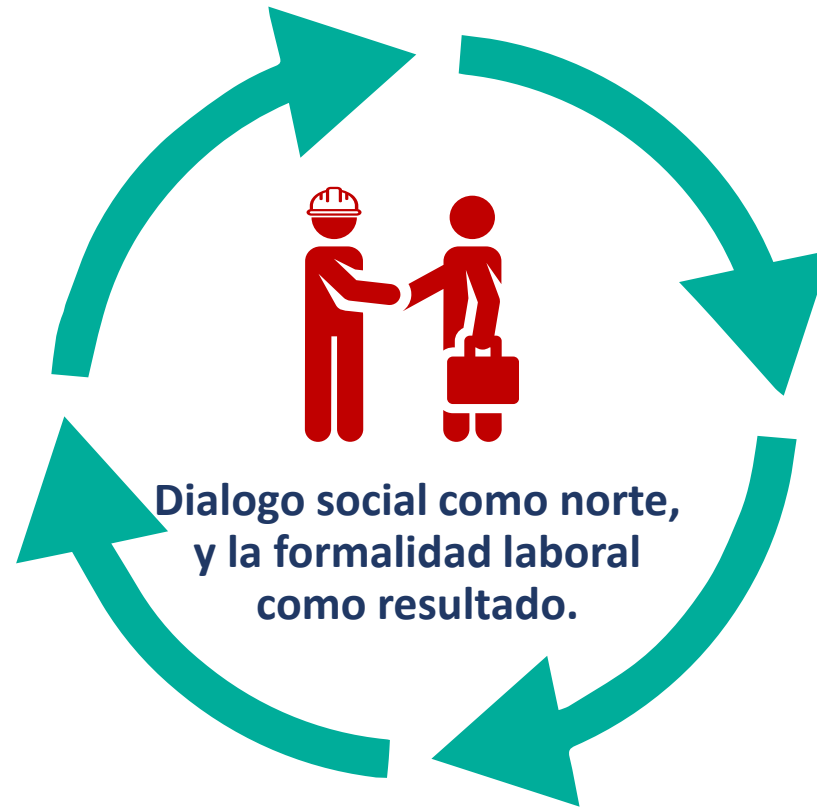 Dialogo social como norte,
y la formalidad laboral
como resultado.